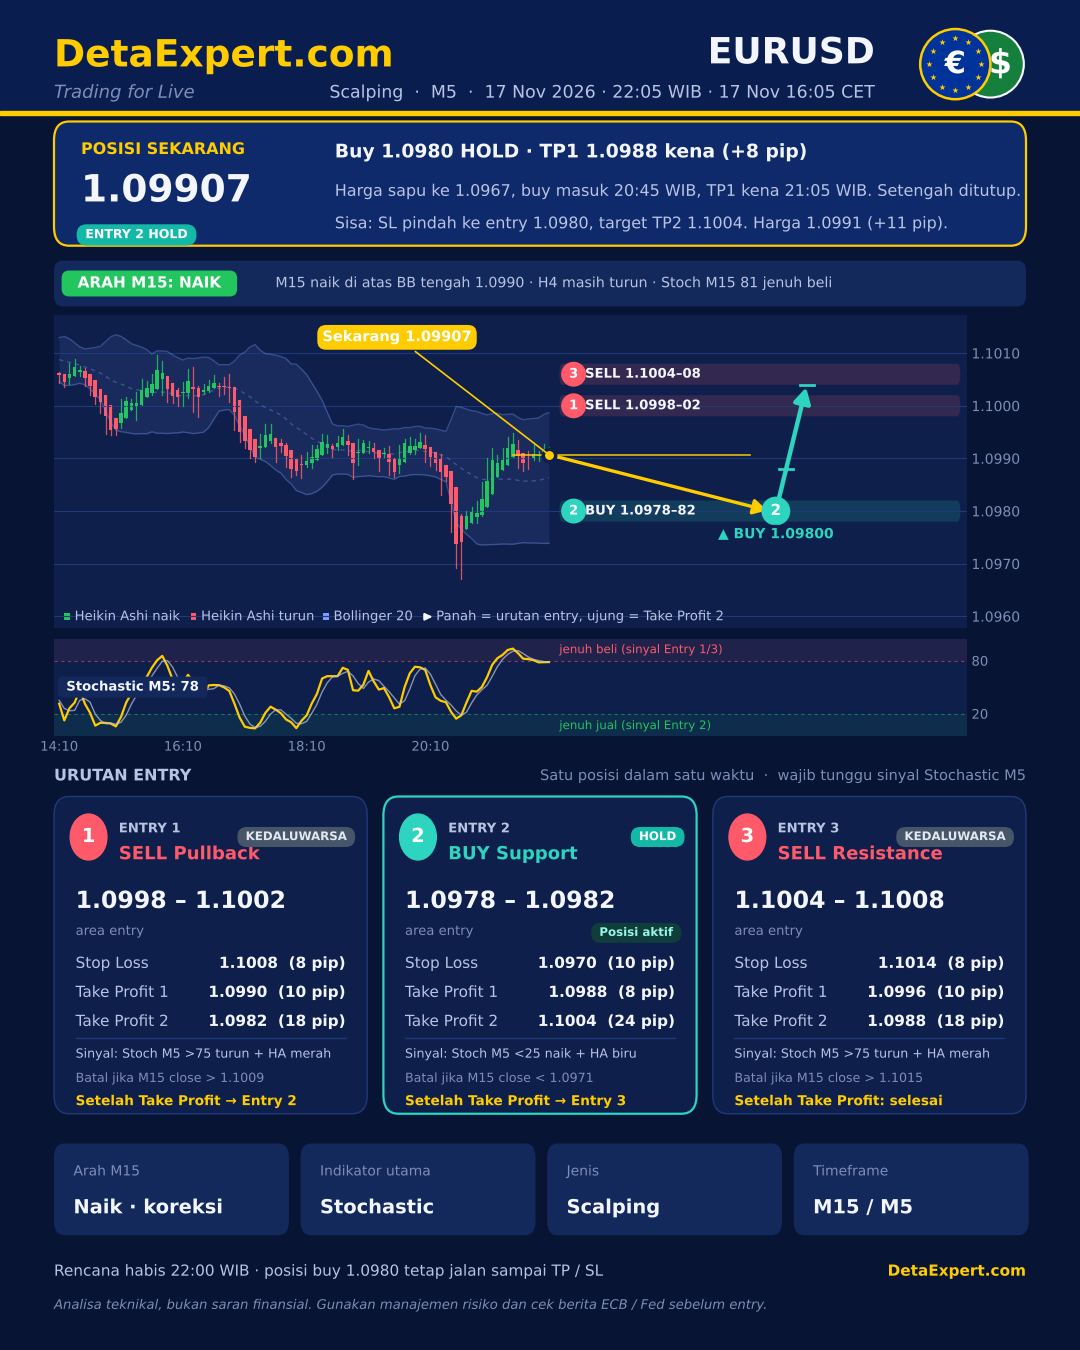 DetaExpert.com
EURUSD
€ $
Trading for Live
Scalping · M5 · 17 Nov 2026 · 22:05 WIB · 17 Nov 16:05 CET
POSISI SEKARANG
1.09907
ENTRY 2 HOLD
Buy 1.0980 HOLD · TP1 1.0988 kena (+8 pip)
Harga sapu ke 1.0967, buy masuk 20:45 WIB, TP1 kena 21:05 WIB. Setengah ditutup.
Sisa: SL pindah ke entry 1.0980, target TP2 1.1004. Harga 1.0991 (+11 pip).
ARAH M15: NAIK
M15 naik di atas BB tengah 1.0990 · H4 masih turun · Stoch M15 81 jenuh beli
Sekarang 1.09907
1.1010
3 SELL 1.1004–08
1 SELL 1.0998–02
1.1000
1.0990
2 BUY 1.0978–82
2
1.0980
▲ BUY 1.09800
1.0970
Heikin Ashi naik Heikin Ashi turun Bollinger 20 Panah = urutan entry, ujung = Take Profit 2
1.0960
jenuh beli (sinyal Entry 1/3)
80
Stochastic M5: 78
20
jenuh jual (sinyal Entry 2)
14:10 16:10 18:10 20:10
URUTAN ENTRY
Satu posisi dalam satu waktu · wajib tunggu sinyal Stochastic M5
1
ENTRY 1
KEDALUWARSA
SELL Pullback
1.0998 – 1.1002
area entry
Stop Loss 1.1008 (8 pip)
Take Profit 1 1.0990 (10 pip)
Take Profit 2 1.0982 (18 pip)
Sinyal: Stoch M5 >75 turun + HA merah
Batal jika M15 close > 1.1009
Setelah Take Profit → Entry 2
2
ENTRY 2
HOLD
BUY Support
1.0978 – 1.0982
area entry
Posisi aktif
Stop Loss 1.0970 (10 pip)
Take Profit 1 1.0988 (8 pip)
Take Profit 2 1.1004 (24 pip)
Sinyal: Stoch M5 <25 naik + HA biru
Batal jika M15 close < 1.0971
Setelah Take Profit → Entry 3
3
ENTRY 3
KEDALUWARSA
SELL Resistance
1.1004 – 1.1008
area entry
Stop Loss 1.1014 (8 pip)
Take Profit 1 1.0996 (10 pip)
Take Profit 2 1.0988 (18 pip)
Sinyal: Stoch M5 >75 turun + HA merah
Batal jika M15 close > 1.1015
Setelah Take Profit: selesai
Arah M15
Naik · koreksi
Indikator utama
Stochastic
Jenis
Scalping
Timeframe
M15 / M5
Rencana habis 22:00 WIB · posisi buy 1.0980 tetap jalan sampai TP / SL
DetaExpert.com
Analisa teknikal, bukan saran finansial. Gunakan manajemen risiko dan cek berita ECB / Fed sebelum entry.